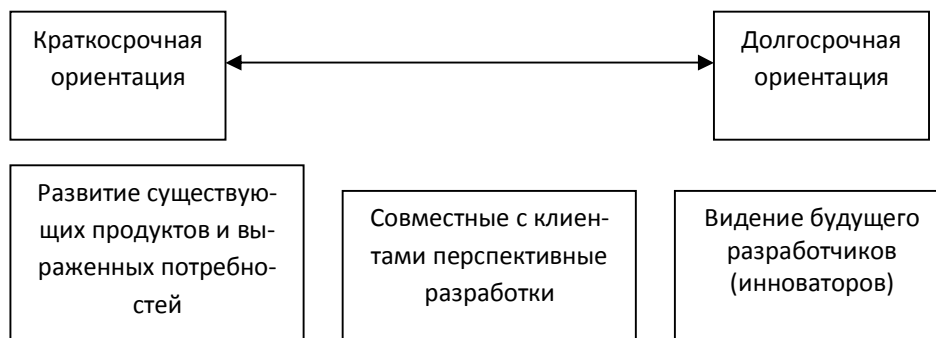 Краткосрочная
ориентация
Долгосрочная
ориентация
Развитие существую-
щих продуктов и вы-
раженных потребно-
стей
Совместные с клиен-
тами перспективные
разработки
Видение будущего
разработчиков
(инноваторов)